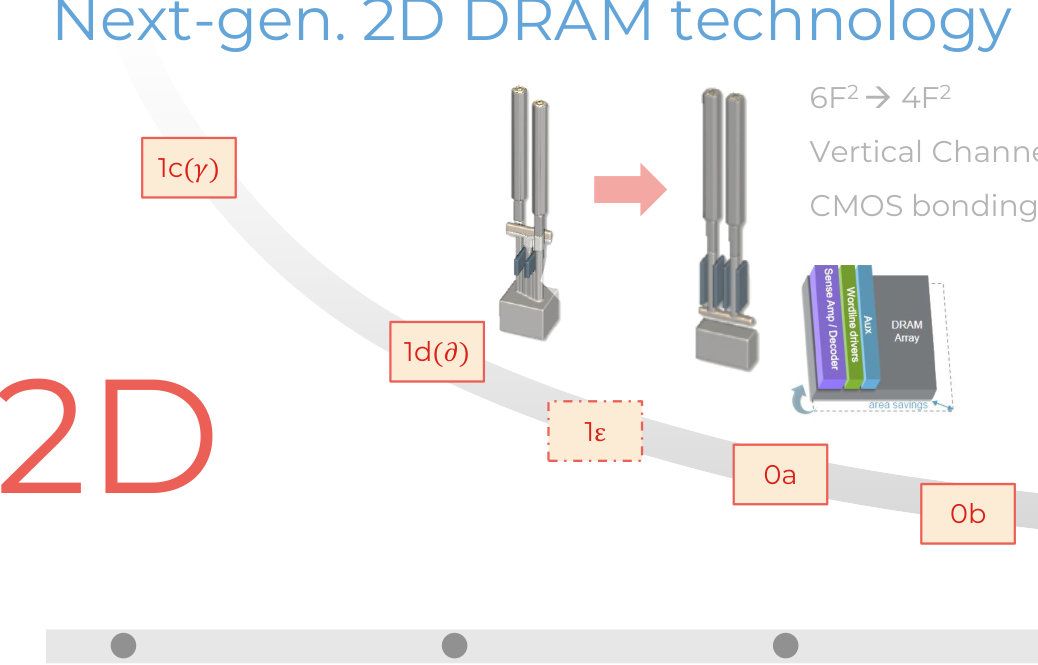 Next-gen. 2D DRAM technology
6F² → 4F²
Vertical Channe
CMOS bonding
1c(γ)
1d(∂)
1ε
0a
0b
2D
Sense Amp / Decoder
Wordline drivers
Aux
DRAM
Array
area savings